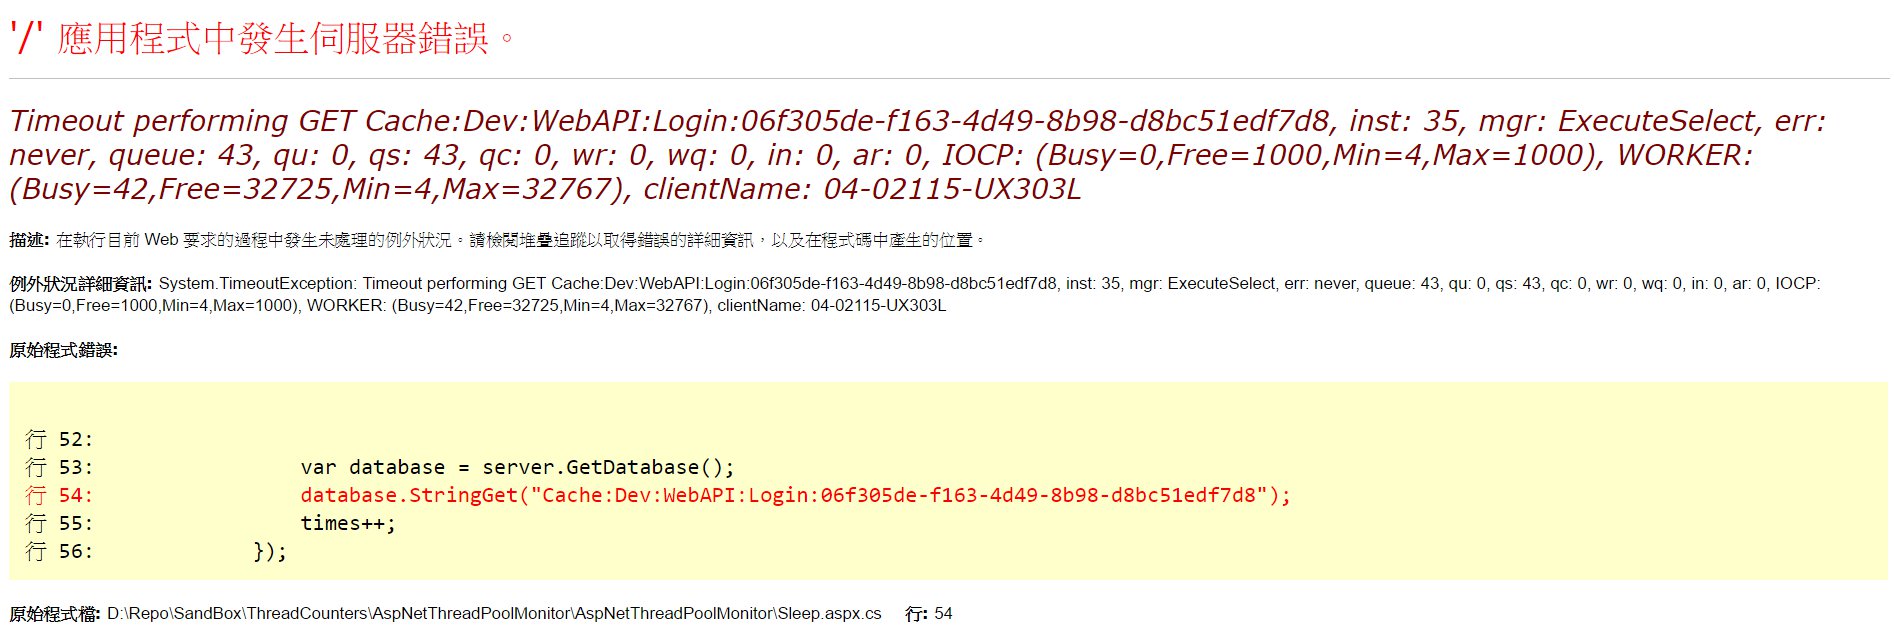 '/' 應用程式中發生伺服器錯誤。
Timeout performing GET Cache:Dev:WebAPI:Login:06f305de-f163-4d49-8b98-d8bc51edf7d8, inst: 35, mgr: ExecuteSelect, err:
never, queue: 43, qu: 0, qs: 43, qc: 0, wr: 0, wq: 0, in: 0, ar: 0, IOCP: (Busy=0,Free=1000,Min=4,Max=1000), WORKER:
(Busy=42,Free=32725,Min=4,Max=32767), clientName: 04-02115-UX303L
描述: 在執行目前 Web 要求的過程中發生未處理的例外狀況。請檢閱堆疊追蹤以取得錯誤的詳細資訊，以及在程式碼中產生的位置。
例外狀況詳細資訊: System.TimeoutException: Timeout performing GET Cache:Dev:WebAPI:Login:06f305de-f163-4d49-8b98-d8bc51edf7d8, inst: 35, mgr: ExecuteSelect, err: never, queue: 43, qu: 0, qs: 43, qc: 0, wr: 0, wq: 0, in: 0, ar: 0, IOCP:
(Busy=0,Free=1000,Min=4,Max=1000), WORKER: (Busy=42,Free=32725,Min=4,Max=32767), clientName: 04-02115-UX303L
原始程式錯誤:
行 52:
行 53:                 var database = server.GetDatabase();
行 54:                 database.StringGet("Cache:Dev:WebAPI:Login:06f305de-f163-4d49-8b98-d8bc51edf7d8");
行 55:                 times++;
行 56:             });
原始程式檔: D:\Repo\SandBox\ThreadCounters\AspNetThreadPoolMonitor\AspNetThreadPoolMonitor\Sleep.aspx.cs    行: 54